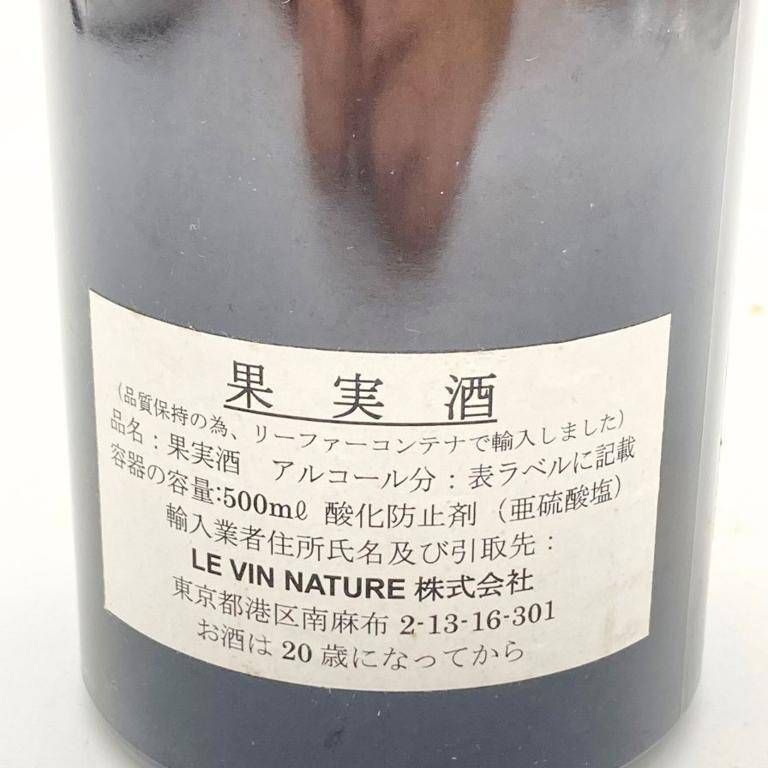 果実酒
(品質保持の為、リーファーコンテナで輸入しました)
品名:果実酒 アルコール分:表ラベルに記載
容器の容量:500mℓ 酸化防止剤(亜硫酸塩)
輸入業者住所氏名及び引取先:
LE VIN NATURE 株式会社
東京都港区南麻布 2-13-16-301
お酒は 20 歳になってから